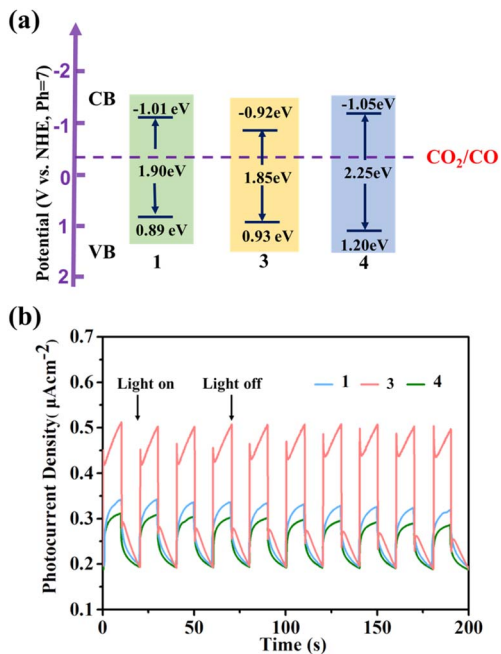 (a)
Potential (V vs. NHE, Ph=7)
-2
-1
0
1
2
CB
VB
-1.01 eV
1.90eV
0.89 eV
1
-0.92eV
1.85eV
0.93 eV
3
-1.05eV
2.25eV
1.20eV
4
CO₂/CO
(b)
Photocurrent Density( μAcm⁻²)
0.7
0.6
0.5
0.4
0.3
0.2
0.1
Light on
Light off
1
3
4
0
50
100
150
200
Time (s)